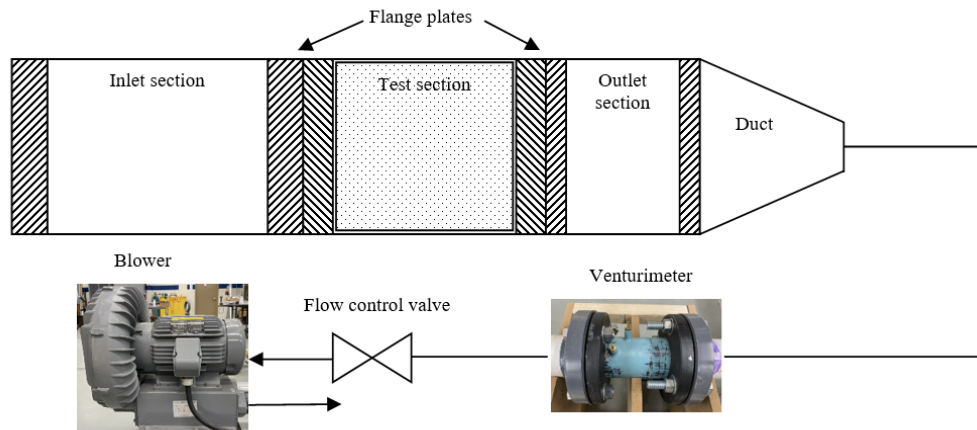 Flange plates
Inlet section
Test section
Outlet
section
Duct
Blower
Venturimeter
Flow control valve